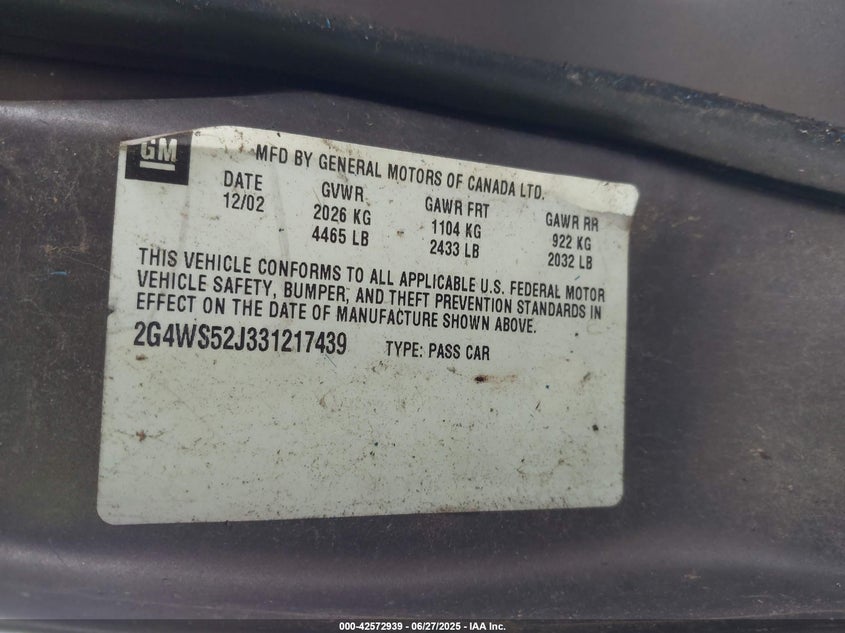 GM
MFD BY GENERAL MOTORS OF CANADA LTD.
DATE GVWR GAWR FRT GAWR RR
12/02 2026 KG 1104 KG 922 KG
4465 LB 2433 LB 2032 LB
THIS VEHICLE CONFORMS TO ALL APPLICABLE U.S. FEDERAL MOTOR
VEHICLE SAFETY, BUMPER, AND THEFT PREVENTION STANDARDS IN
EFFECT ON THE DATE OF MANUFACTURE SHOWN ABOVE.
2G4WS52J331217439 TYPE: PASS CAR
000-42572939 - 06/27/2025 - IAA Inc.